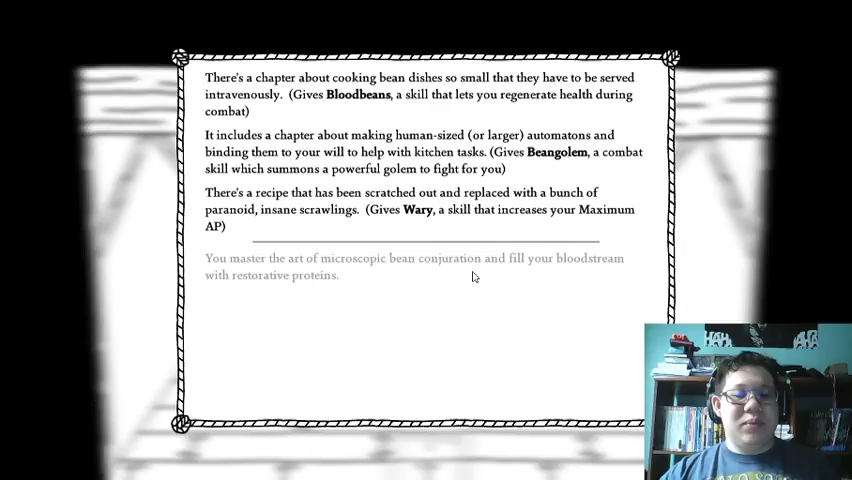 There's a chapter about cooking bean dishes so small that they have to be served
intravenously. (Gives Bloodbeans, a skill that lets you regenerate health during
combat)
It includes a chapter about making human-sized (or larger) automatons and
binding them to your will to help with kitchen tasks. (Gives Beangolem, a combat
skill which summons a powerful golem to fight for you)
There's a recipe that has been scratched out and replaced with a bunch of
paranoid, insane scrawlings. (Gives Wary, a skill that increases your Maximum
AP)
You master the art of microscopic bean conjuration and fill your bloodstream
with restorative proteins.